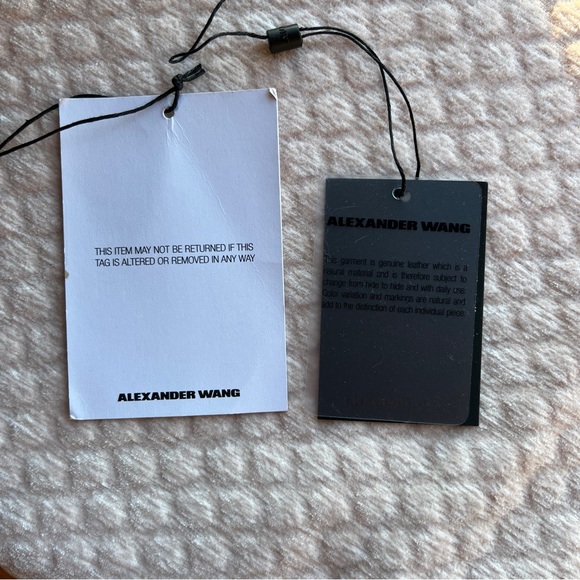 THIS ITEM MAY NOT BE RETURNED IF THIS
TAG IS ALTERED OR REMOVED IN ANY WAY
ALEXANDER WANG
ALEXANDER WANG
This garment is genuine leather which is a
natural material and is therefore subject to
change from hide to hide and with daily use.
Color variation and markings are natural and
add to the distinction of each individual piece.